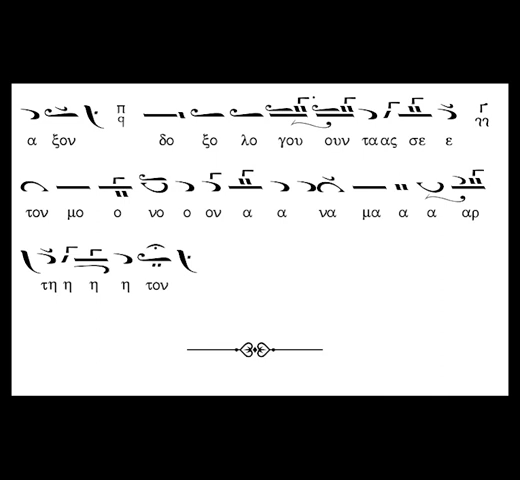 α ξον π q δο ξο λο γου ουν τα ας σε ε Γ
τον μο ο νο ο ον α α να μα α α αρ
τη η η η τον